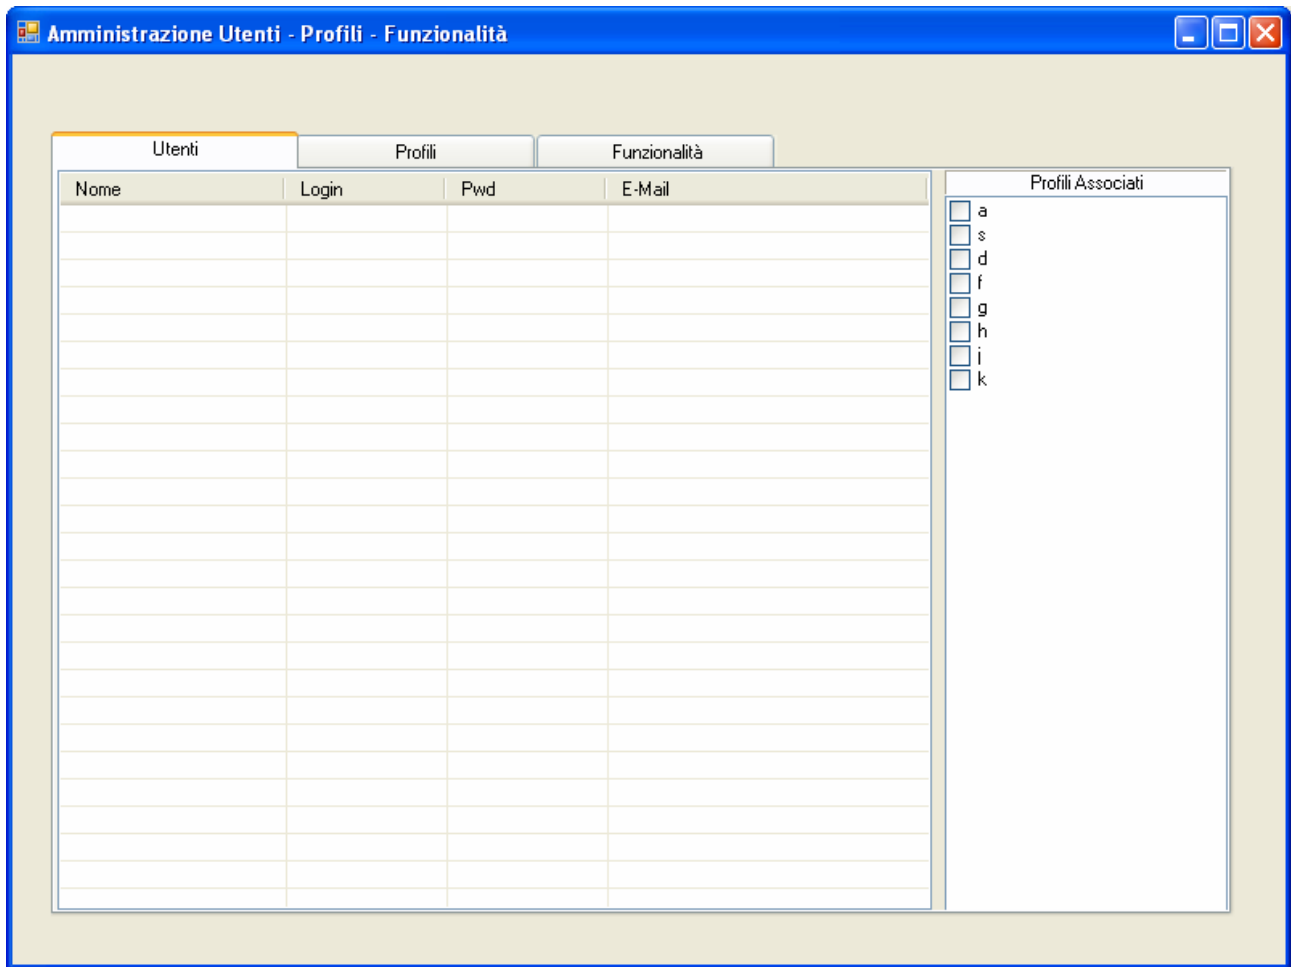 Amministrazione Utenti - Profili - Funzionalità
Utenti Profili Funzionalità
Nome Login Pwd E-Mail
Profili Associati
a
s
d
f
g
h
j
k